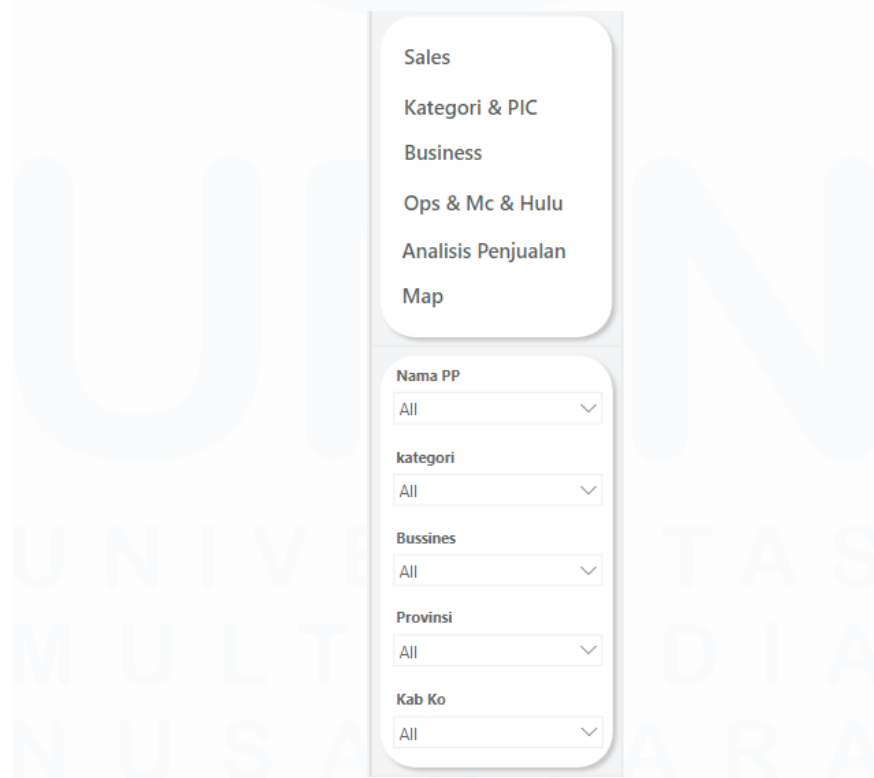 Sales
Kategori & PIC
Business
Ops & Mc & Hulu
Analisis Penjualan
Map
Nama PP
All
kategori
All
Bussines
All
Provinsi
All
Kab Ko
All